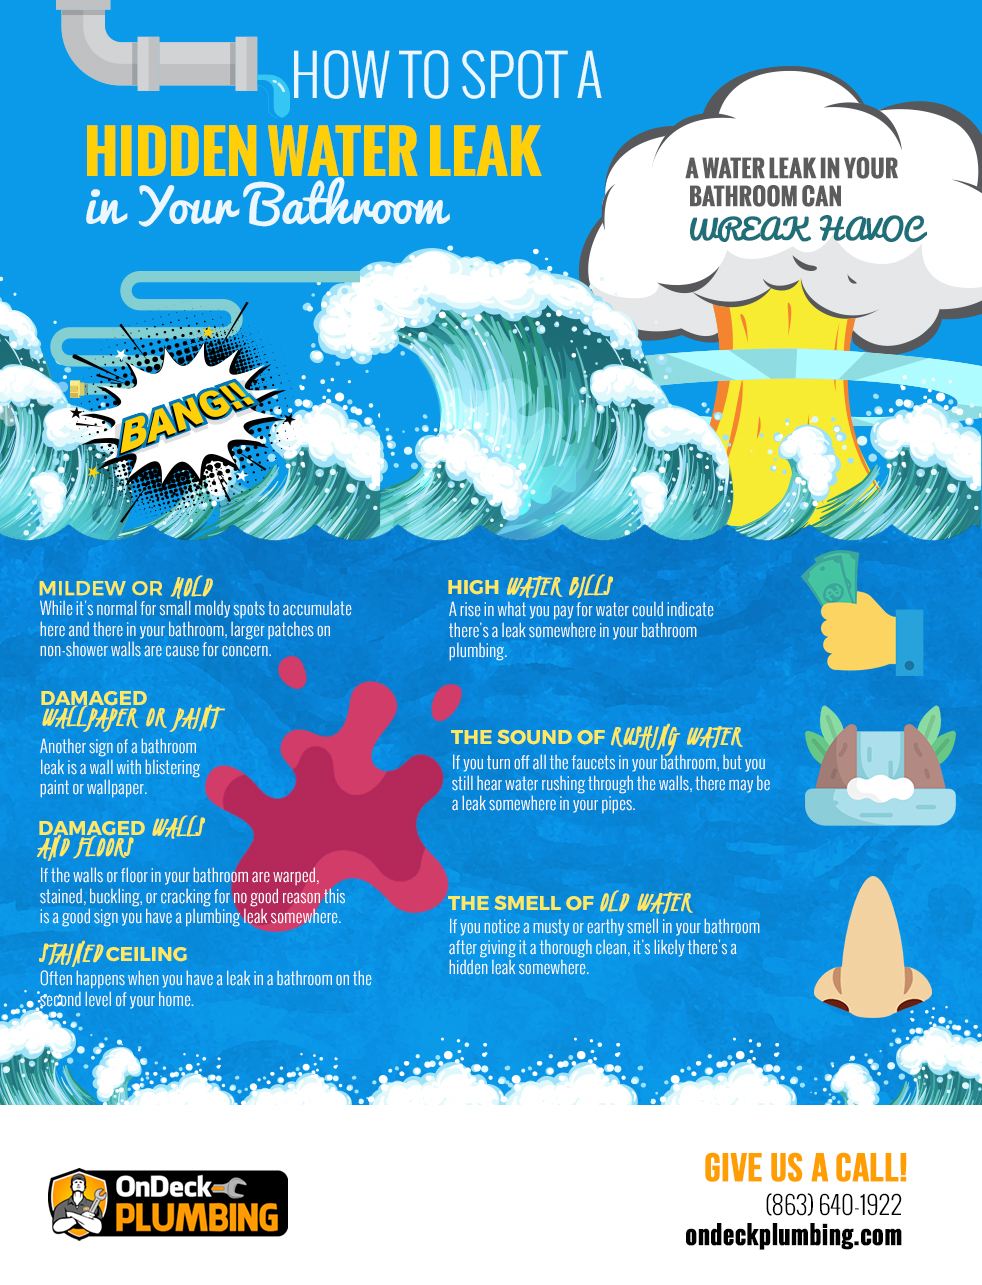 HOW TO SPOT A
HIDDEN WATER LEAK
in Your Bathroom
A WATER LEAK IN YOUR
BATHROOM CAN
WREAK HAVOC
BANG!!
MILDEW OR MOLD
While it's normal for small moldy spots to accumulate
here and there in your bathroom, larger patches on
non-shower walls are cause for concern.
DAMAGED
WALLPAPER OR PAINT
Another sign of a bathroom
leak is a wall with blistering
paint or wallpaper.
DAMAGED WALLS
AND FLOORS
If the walls or floor in your bathroom are warped,
stained, buckling, or cracking for no good reason this
is a good sign you have a plumbing leak somewhere.
STAINED CEILING
Often happens when you have a leak in a bathroom on the
second level of your home.
HIGH WATER BILLS
A rise in what you pay for water could indicate
there's a leak somewhere in your bathroom
plumbing.
THE SOUND OF RUSHING WATER
If you turn off all the faucets in your bathroom, but you
still hear water rushing through the walls, there may be
a leak somewhere in your pipes.
THE SMELL OF OLD WATER
If you notice a musty or earthy smell in your bathroom
after giving it a thorough clean, it's likely there's a
hidden leak somewhere.
OnDeck
PLUMBING
GIVE US A CALL!
(863) 640-1922
ondeckplumbing.com